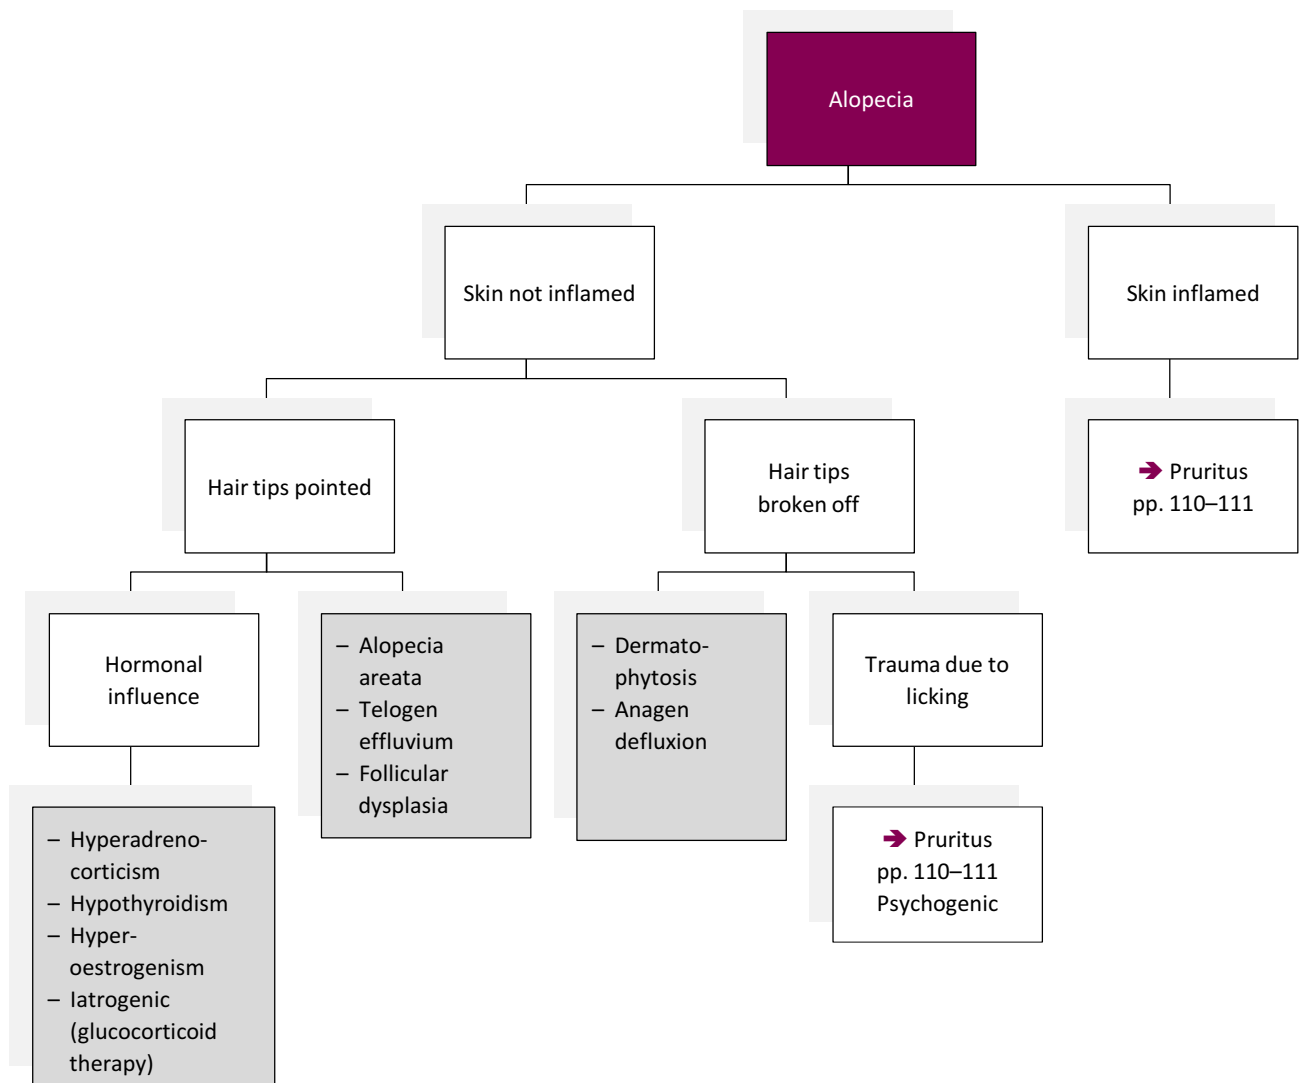 Alopecia
Skin not inflamed
Skin inflamed
Hair tips pointed
Hair tips
broken off
➔ Pruritus
pp. 110–111
Hormonal
influence
– Alopecia
areata
– Telogen
effluvium
– Follicular
dysplasia
– Dermato-
phytosis
– Anagen
defluxion
Trauma due to
licking
– Hyperadreno-
corticism
– Hypothyroidism
– Hyper-
oestrogenism
– Iatrogenic
(glucocorticoid
therapy)
➔ Pruritus
pp. 110–111
Psychogenic